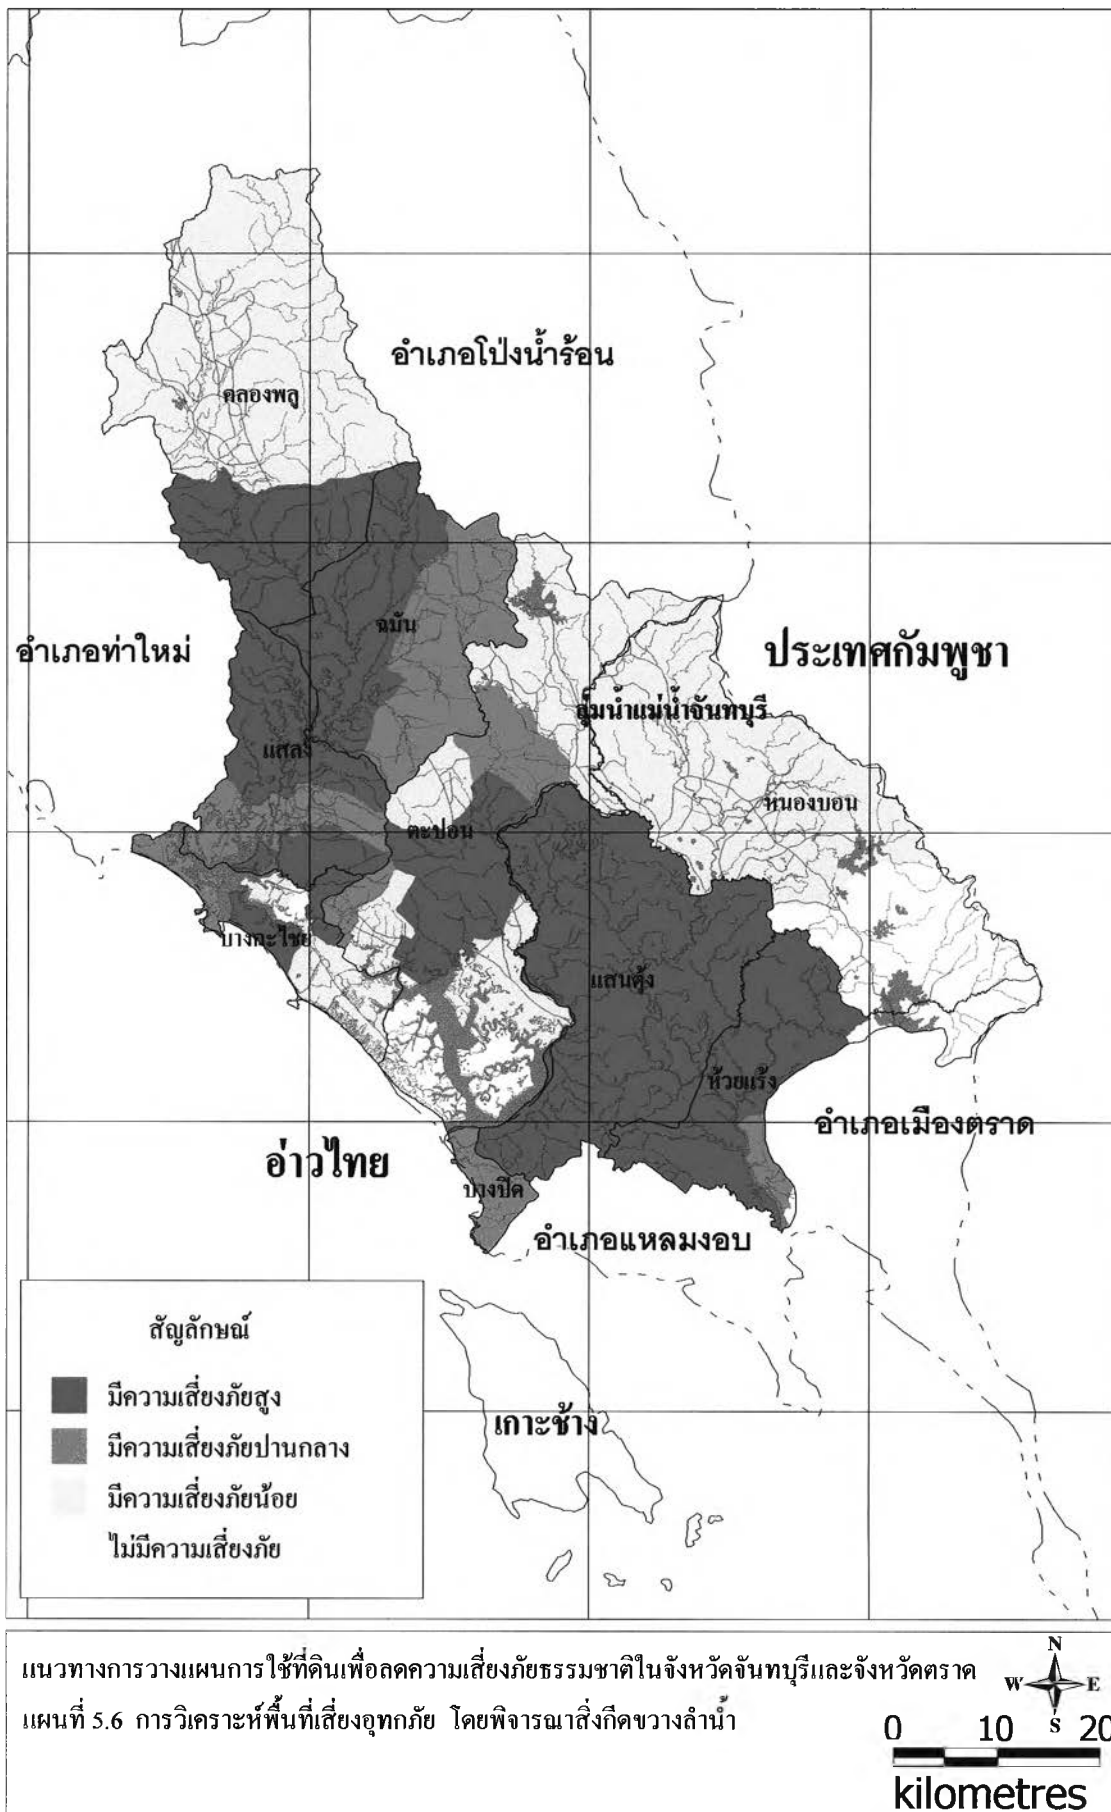 อำเภอโป่งน้ำร้อน
คลองพลู
ฉมัน
อำเภอท่าใหม่
ประเทศกัมพูชา
ลุ่มน้ำแม่น้ำจันทบุรี
แสลง
หนองบอน
ตะปอน
บางกะไชย
แสนตุ้ง
ห้วยแร้ง
อำเภอเมืองตราด
อ่าวไทย
บางปิด
อำเภอแหลมงอบ
สัญลักษณ์
มีความเสี่ยงภัยสูง
มีความเสี่ยงภัยปานกลาง
มีความเสี่ยงภัยน้อย
ไม่มีความเสี่ยงภัย
เกาะช้าง
แนวทางการวางแผนการใช้ที่ดินเพื่อลดความเสี่ยงภัยธรรมชาติในจังหวัดจันทบุรีและจังหวัดตราด
แผนที่ 5.6 การวิเคราะห์พื้นที่เสี่ยงอุทกภัย โดยพิจารณาสิ่งกีดขวางลำน้ำ
N
W E
S
0 10 20
kilometres